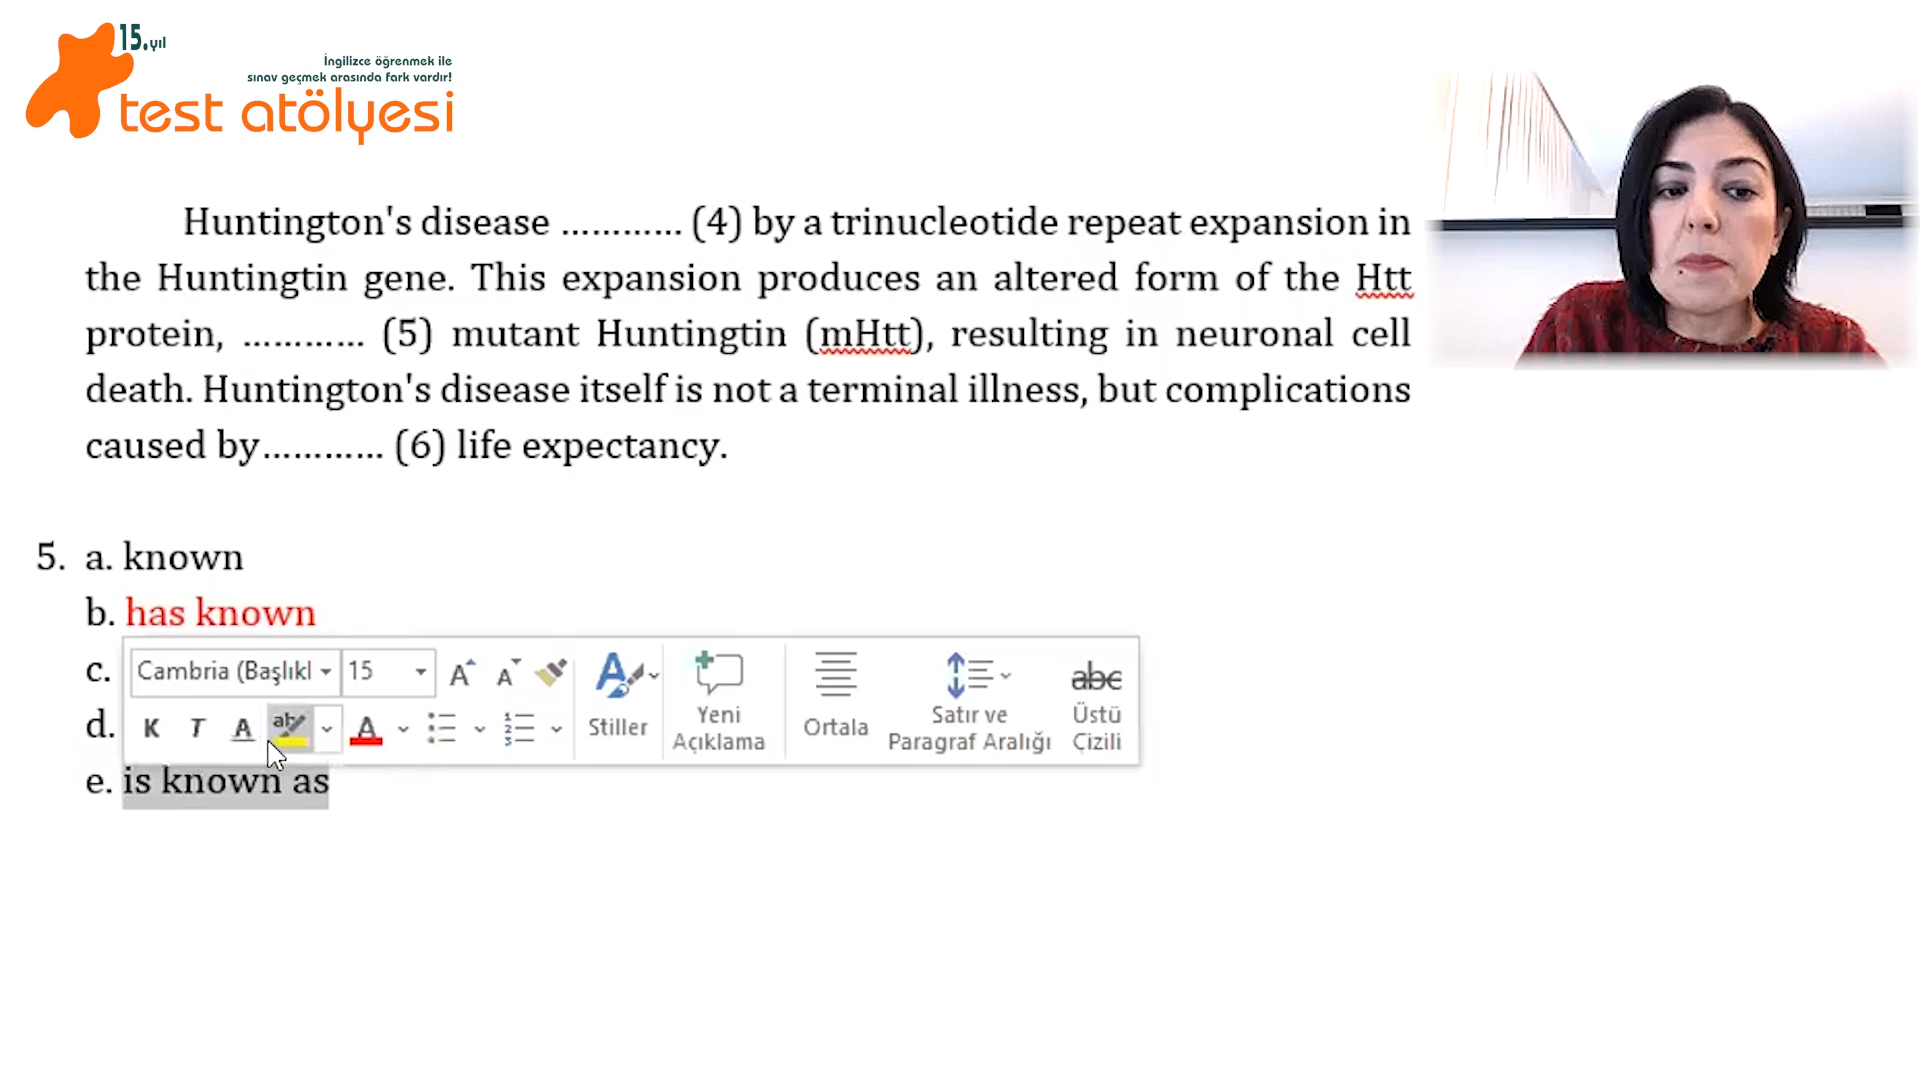 15.yıl
İngilizce öğrenmek ile
sınav geçmek arasında fark vardır!
test atölyesi
Huntington's disease ............ (4) by a trinucleotide repeat expansion in
the Huntingtin gene. This expansion produces an altered form of the Htt
protein, ............ (5) mutant Huntingtin (mHtt), resulting in neuronal cell
death. Huntington's disease itself is not a terminal illness, but complications
caused by............ (6) life expectancy.
5. a. known
b. has known
c.
d.
e. is known as
Cambria (Başlıkl
15
K T A
Stiller
Yeni
Açıklama
Ortala
Satır ve
Paragraf Aralığı
abc
Üstü
Çizili